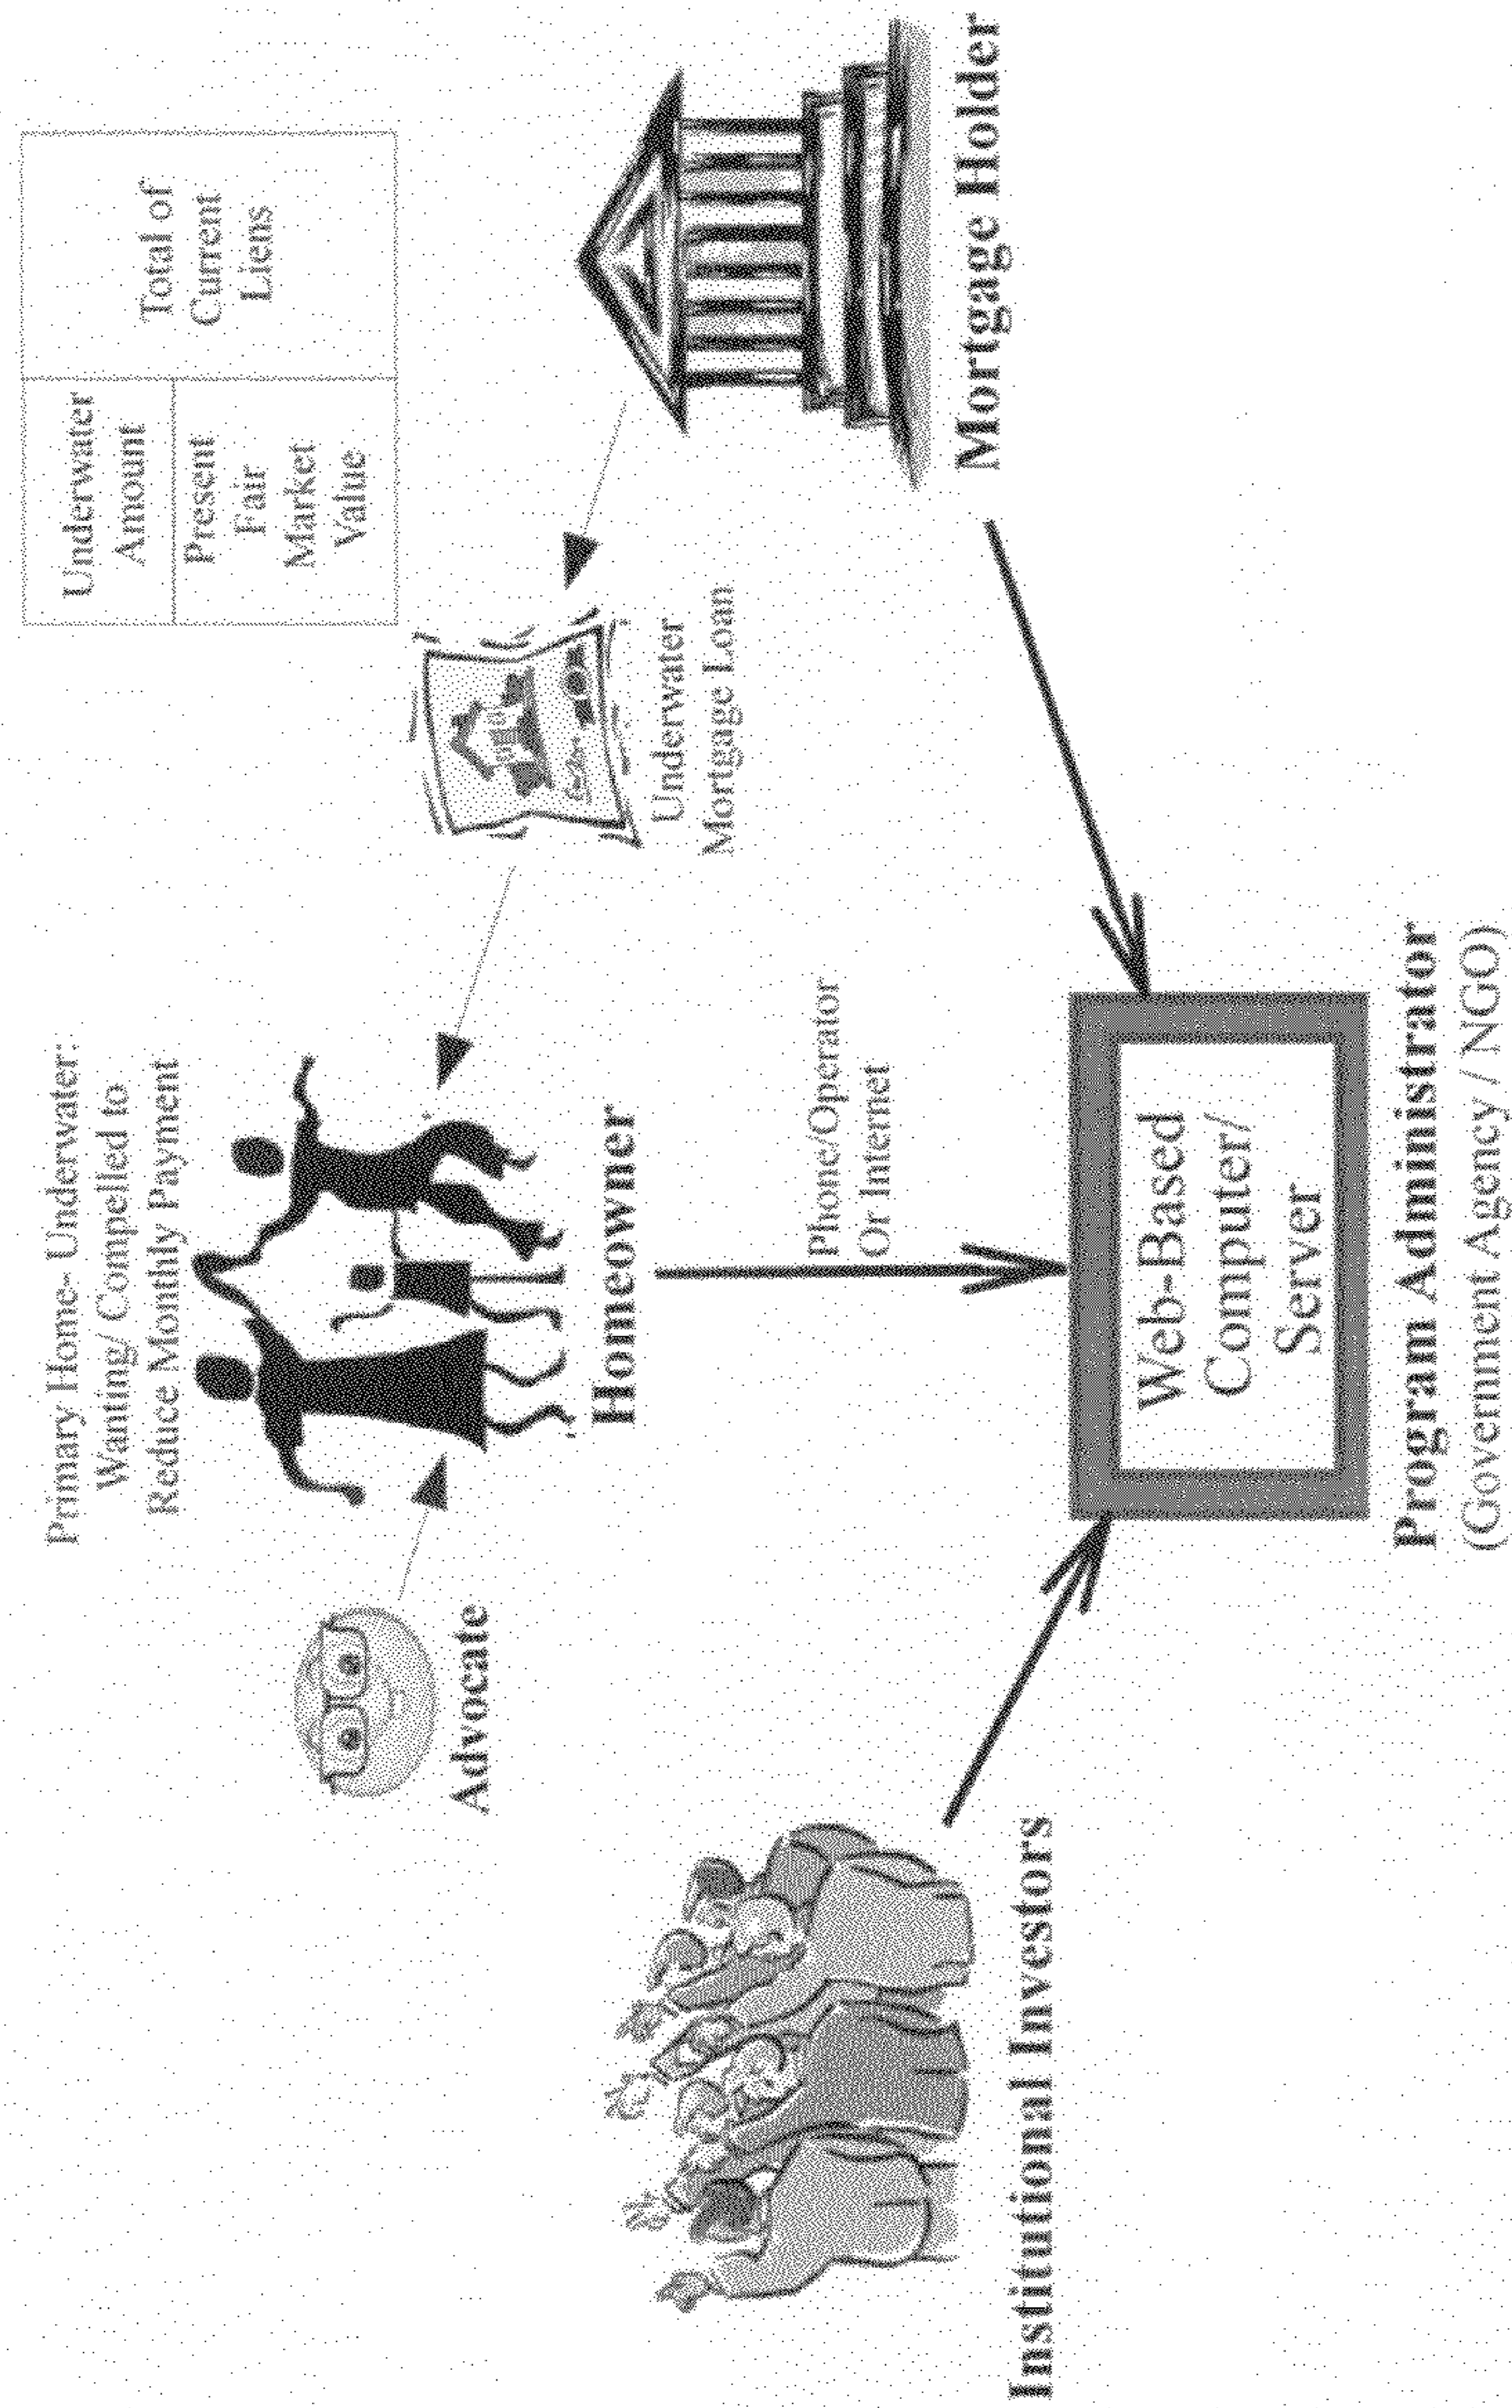 Primary Home- Underwater:
Wanting/ Compelled to
Reduce Monthly Payment
Underwater
Amount
Present
Fair
Market
Value
Total of
Current
Liens
Advocate
Homeowner
Underwater
Mortgage Loan
Mortgage Holder
Institutional Investors
Phone/Operator
Or Internet
Web-Based
Computer/
Server
Program Administrator
(Government Agency / NGO)